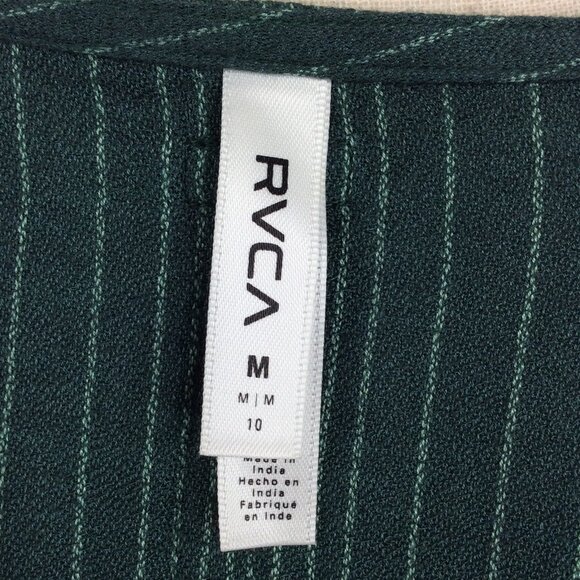 RVCA
M
M|M
10
Made in
India
Hecho en
India
Fabriqué
en Inde